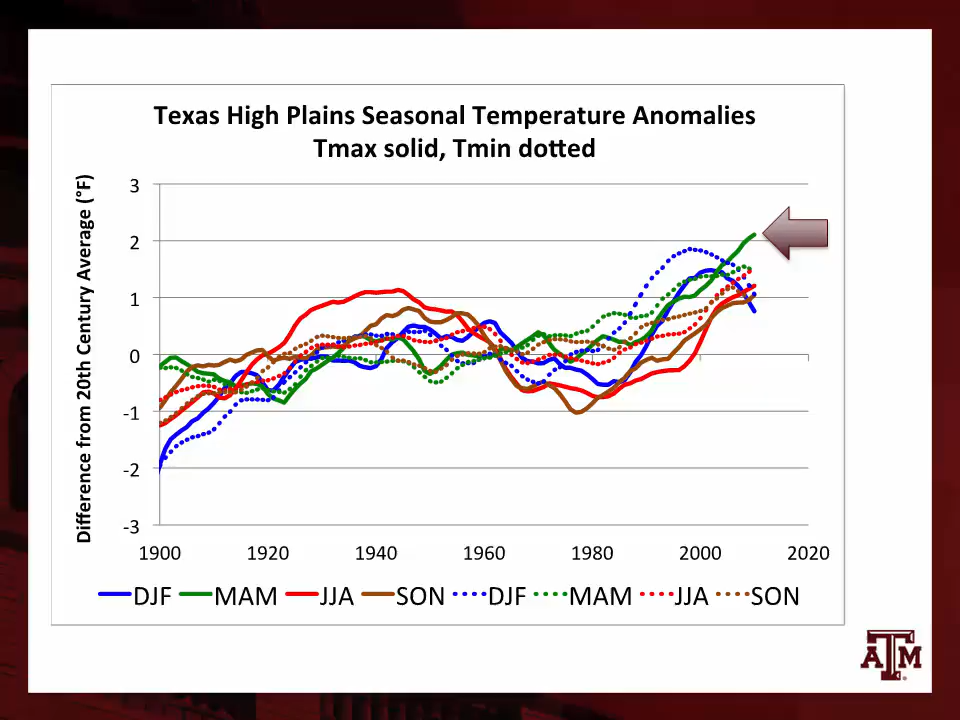 Texas High Plains Seasonal Temperature Anomalies
Tmax solid, Tmin dotted
Difference from 20th Century Average (°F)
3
2
1
0
-1
-2
-3
1900 1920 1940 1960 1980 2000 2020
DJF MAM JJA SON DJF MAM JJA SON
ATM